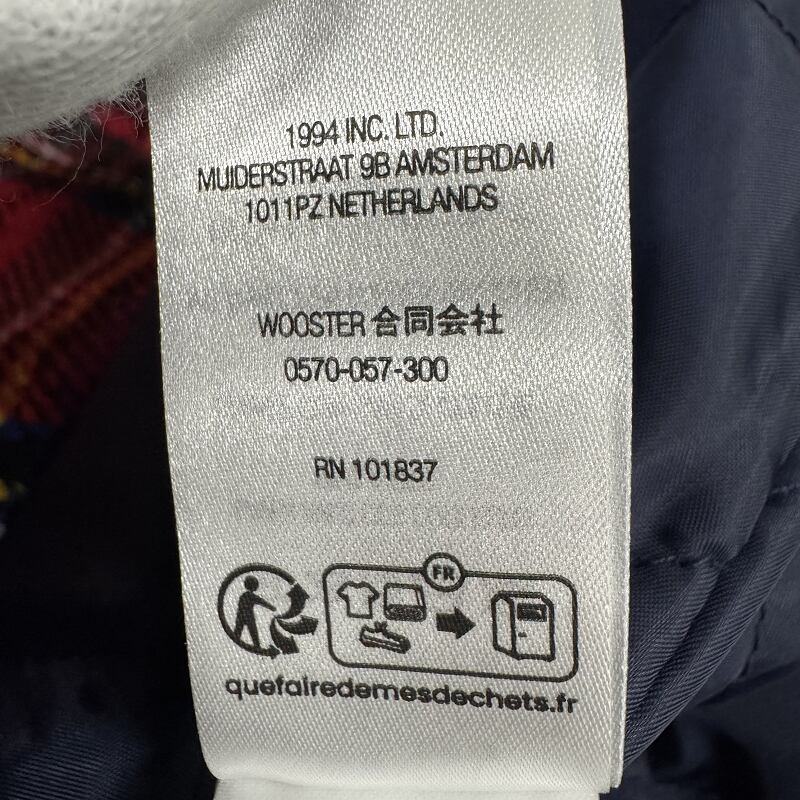 1994 INC. LTD.
MUIDERSTRAAT 9B AMSTERDAM
1011PZ NETHERLANDS
WOOSTER 合同会社
0570-057-300
RN 101837
FR
quefairedemesdechets.fr